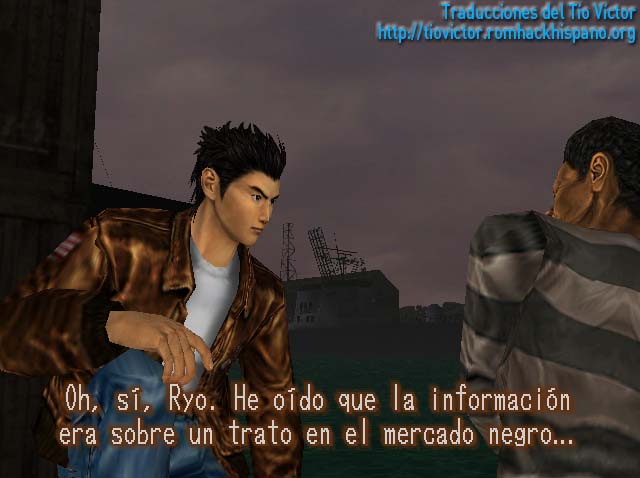 Traducciones del Tío Victor
http://tiovictor.romhackhispano.org
Oh, sí, Ryo. He oído que la información
era sobre un trato en el mercado negro...